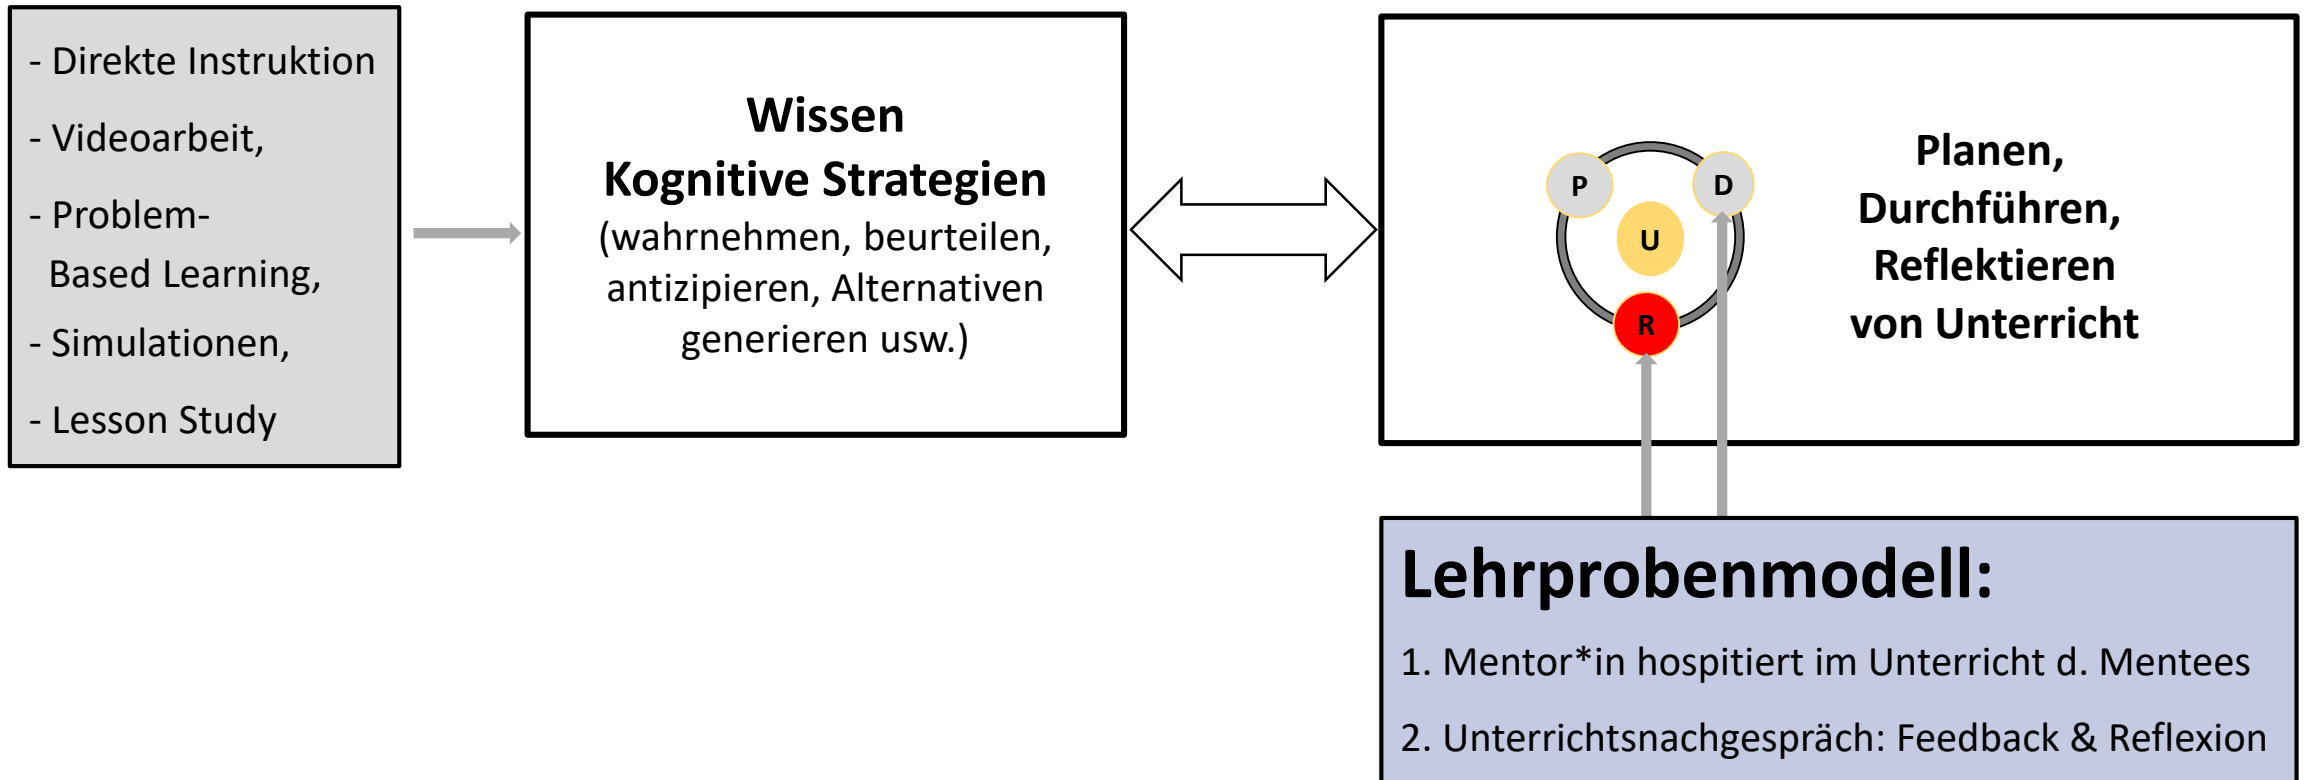 - Direkte Instruktion
- Videoarbeit,
- Problem-
Based Learning,
- Simulationen,
- Lesson Study
Wissen
Kognitive Strategien
(wahrnehmen, beurteilen,
antizipieren, Alternativen
generieren usw.)
P
D
U
R
Planen,
Durchführen,
Reflektieren
von Unterricht
Lehrprobenmodell:
1. Mentor*in hospitiert im Unterricht d. Mentees
2. Unterrichtsnachgespräch: Feedback & Reflexion